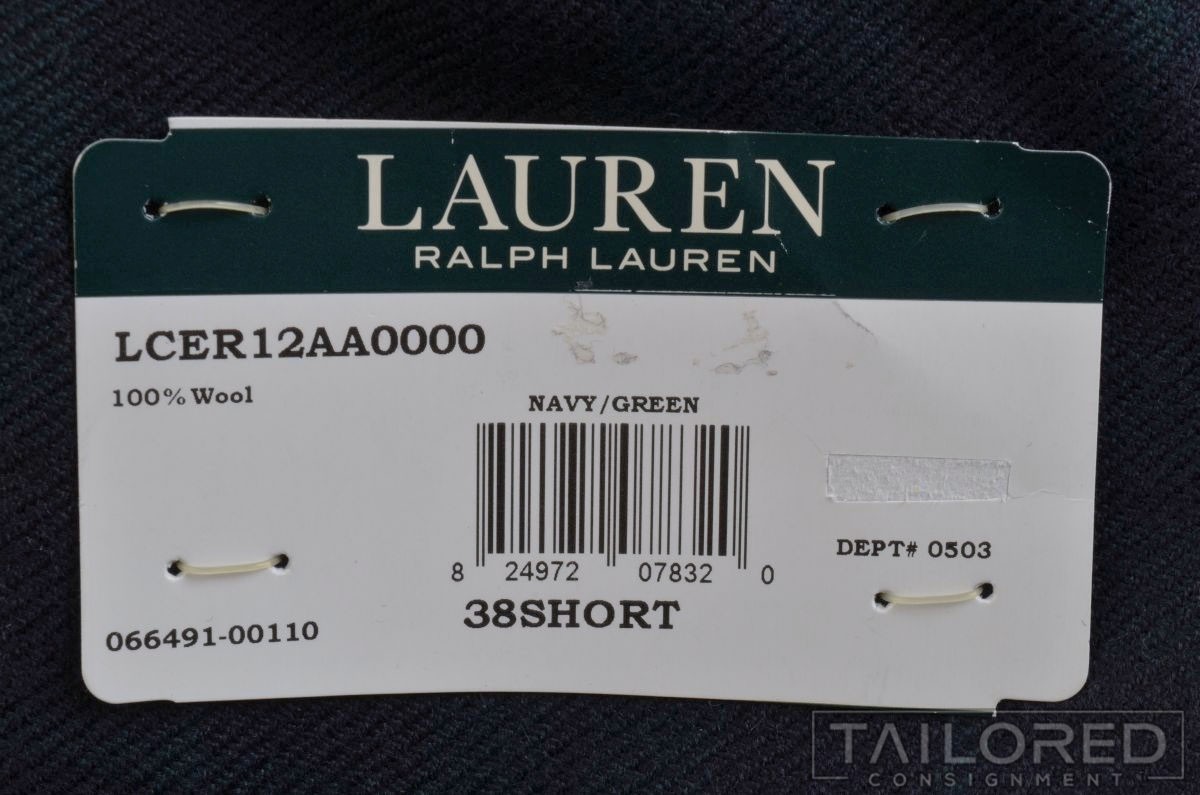 LAUREN
RALPH LAUREN
LCER12AA0000
100% Wool
NAVY/GREEN
8 24972 07832 0
DEPT# 0503
38SHORT
066491-00110
TAILORED
CONSIGNMENT